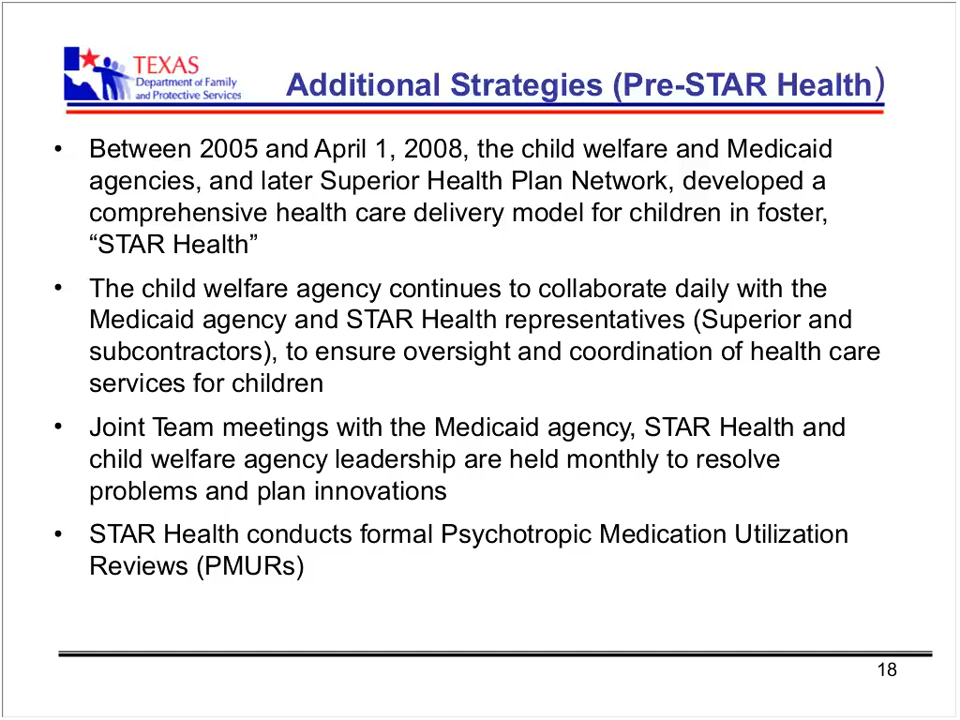 TEXAS
Department of Family
and Protective Services
Additional Strategies (Pre-STAR Health)
• Between 2005 and April 1, 2008, the child welfare and Medicaid
agencies, and later Superior Health Plan Network, developed a
comprehensive health care delivery model for children in foster,
“STAR Health”
• The child welfare agency continues to collaborate daily with the
Medicaid agency and STAR Health representatives (Superior and
subcontractors), to ensure oversight and coordination of health care
services for children
• Joint Team meetings with the Medicaid agency, STAR Health and
child welfare agency leadership are held monthly to resolve
problems and plan innovations
• STAR Health conducts formal Psychotropic Medication Utilization
Reviews (PMURs)
18